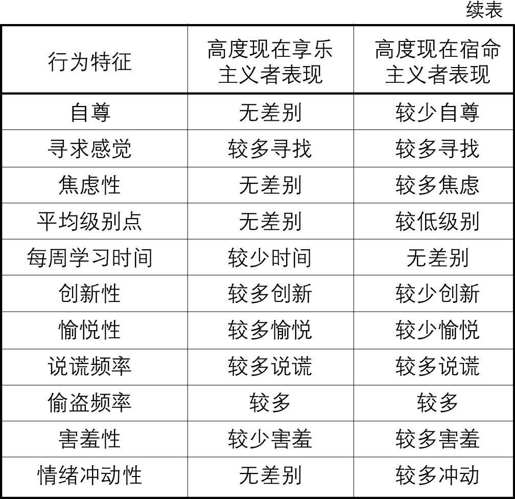 续表
行为特征 高度现在享乐主义者表现 高度现在宿命主义者表现
自尊 无差别 较少自尊
寻求感觉 较多寻找 较多寻找
焦虑性 无差别 较多焦虑
平均级别点 无差别 较低级别
每周学习时间 较少时间 无差别
创新性 较多创新 较少创新
愉悦性 较多愉悦 较少愉悦
说谎频率 较多说谎 较多说谎
偷盗频率 较多 较多
害羞性 较少害羞 较多害羞
情绪冲动性 无差别 较多冲动